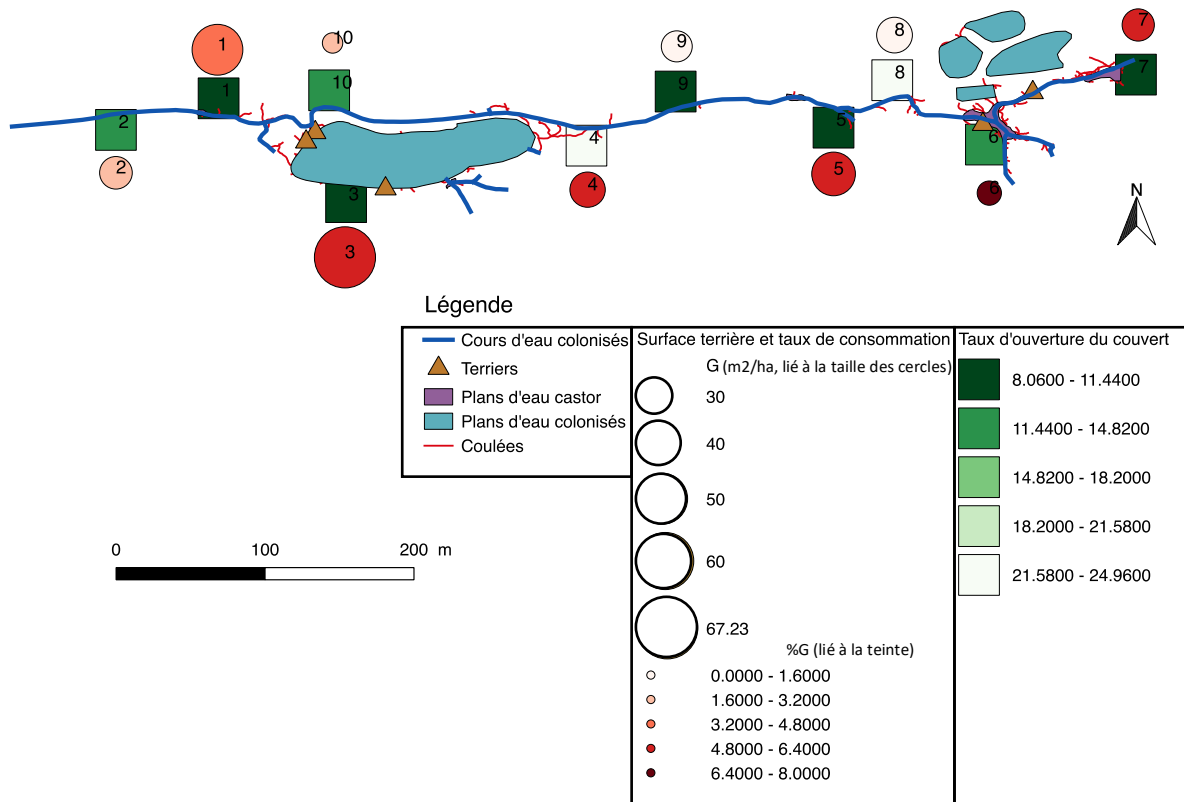 1
10
9
8
7
1
10
9
8
7
2
5
6
4
3
2
4
5
6
3
N
Légende
Cours d'eau colonisés
Terriers
Plans d'eau castor
Plans d'eau colonisés
Coulées
Surface terrière et taux de consommation
G (m2/ha, lié à la taille des cercles)
30
40
50
60
67.23
%G (lié à la teinte)
0.0000 - 1.6000
1.6000 - 3.2000
3.2000 - 4.8000
4.8000 - 6.4000
6.4000 - 8.0000
Taux d'ouverture du couvert
8.0600 - 11.4400
11.4400 - 14.8200
14.8200 - 18.2000
18.2000 - 21.5800
21.5800 - 24.9600
0 100 200 m